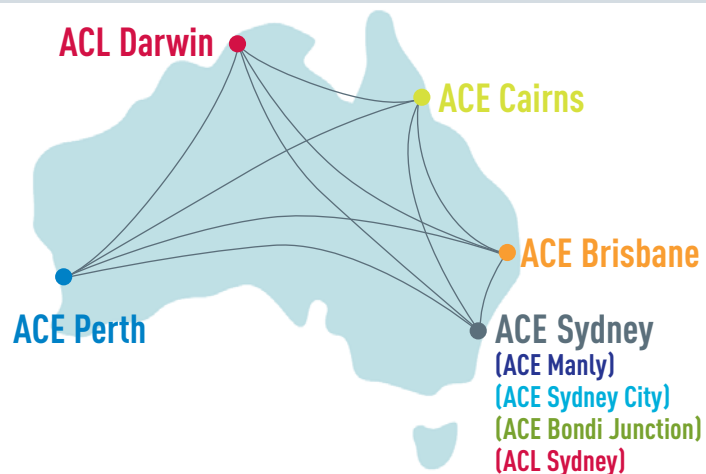 ACL Darwin
ACE Cairns
ACE Brisbane
ACE Perth
ACE Sydney
(ACE Manly)
(ACE Sydney City)
(ACE Bondi Junction)
(ACL Sydney)